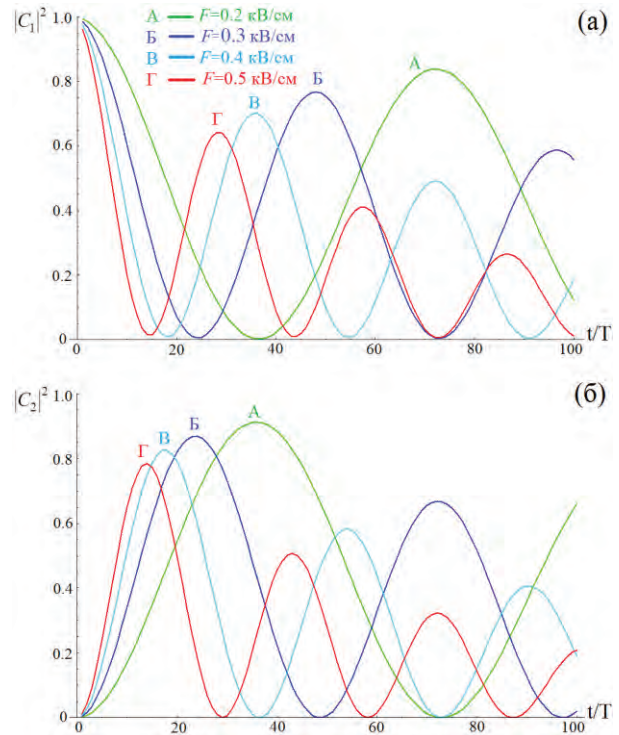 |C₁|²
(а)
А — F=0.2 кВ/см
Б — F=0.3 кВ/см
В — F=0.4 кВ/см
Г — F=0.5 кВ/см
1.0
0.8
0.6
0.4
0.2
0
Г В Б А
0 20 40 60 80 100 t/T
|C₂|²
(б)
1.0
0.8
0.6
0.4
0.2
0
Г В Б А
0 20 40 60 80 100 t/T